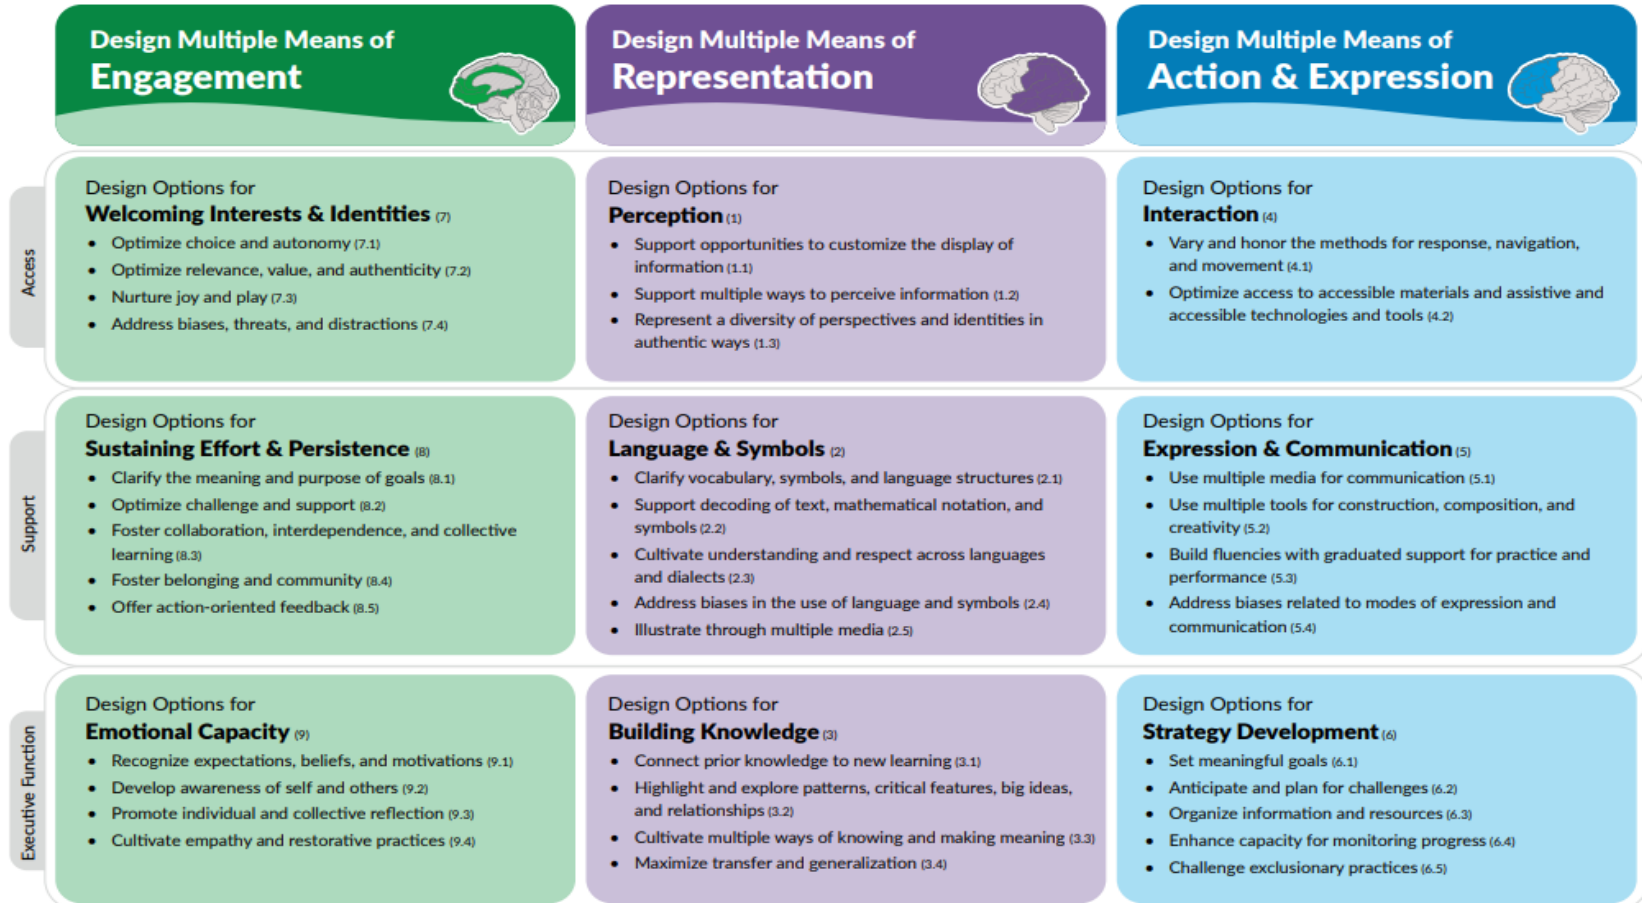 Design Multiple Means of
Engagement
Design Multiple Means of
Representation
Design Multiple Means of
Action & Expression
Access
Design Options for
Welcoming Interests & Identities (7)
• Optimize choice and autonomy (7.1)
• Optimize relevance, value, and authenticity (7.2)
• Nurture joy and play (7.3)
• Address biases, threats, and distractions (7.4)
Design Options for
Perception (1)
• Support opportunities to customize the display of
information (1.1)
• Support multiple ways to perceive information (1.2)
• Represent a diversity of perspectives and identities in
authentic ways (1.3)
Design Options for
Interaction (4)
• Vary and honor the methods for response, navigation,
and movement (4.1)
• Optimize access to accessible materials and assistive and
accessible technologies and tools (4.2)
Support
Design Options for
Sustaining Effort & Persistence (8)
• Clarify the meaning and purpose of goals (8.1)
• Optimize challenge and support (8.2)
• Foster collaboration, interdependence, and collective
learning (8.3)
• Foster belonging and community (8.4)
• Offer action-oriented feedback (8.5)
Design Options for
Language & Symbols (2)
• Clarify vocabulary, symbols, and language structures (2.1)
• Support decoding of text, mathematical notation, and
symbols (2.2)
• Cultivate understanding and respect across languages
and dialects (2.3)
• Address biases in the use of language and symbols (2.4)
• Illustrate through multiple media (2.5)
Design Options for
Expression & Communication (5)
• Use multiple media for communication (5.1)
• Use multiple tools for construction, composition, and
creativity (5.2)
• Build fluencies with graduated support for practice and
performance (5.3)
• Address biases related to modes of expression and
communication (5.4)
Executive Function
Design Options for
Emotional Capacity (9)
• Recognize expectations, beliefs, and motivations (9.1)
• Develop awareness of self and others (9.2)
• Promote individual and collective reflection (9.3)
• Cultivate empathy and restorative practices (9.4)
Design Options for
Building Knowledge (3)
• Connect prior knowledge to new learning (3.1)
• Highlight and explore patterns, critical features, big ideas,
and relationships (3.2)
• Cultivate multiple ways of knowing and making meaning (3.3)
• Maximize transfer and generalization (3.4)
Design Options for
Strategy Development (6)
• Set meaningful goals (6.1)
• Anticipate and plan for challenges (6.2)
• Organize information and resources (6.3)
• Enhance capacity for monitoring progress (6.4)
• Challenge exclusionary practices (6.5)